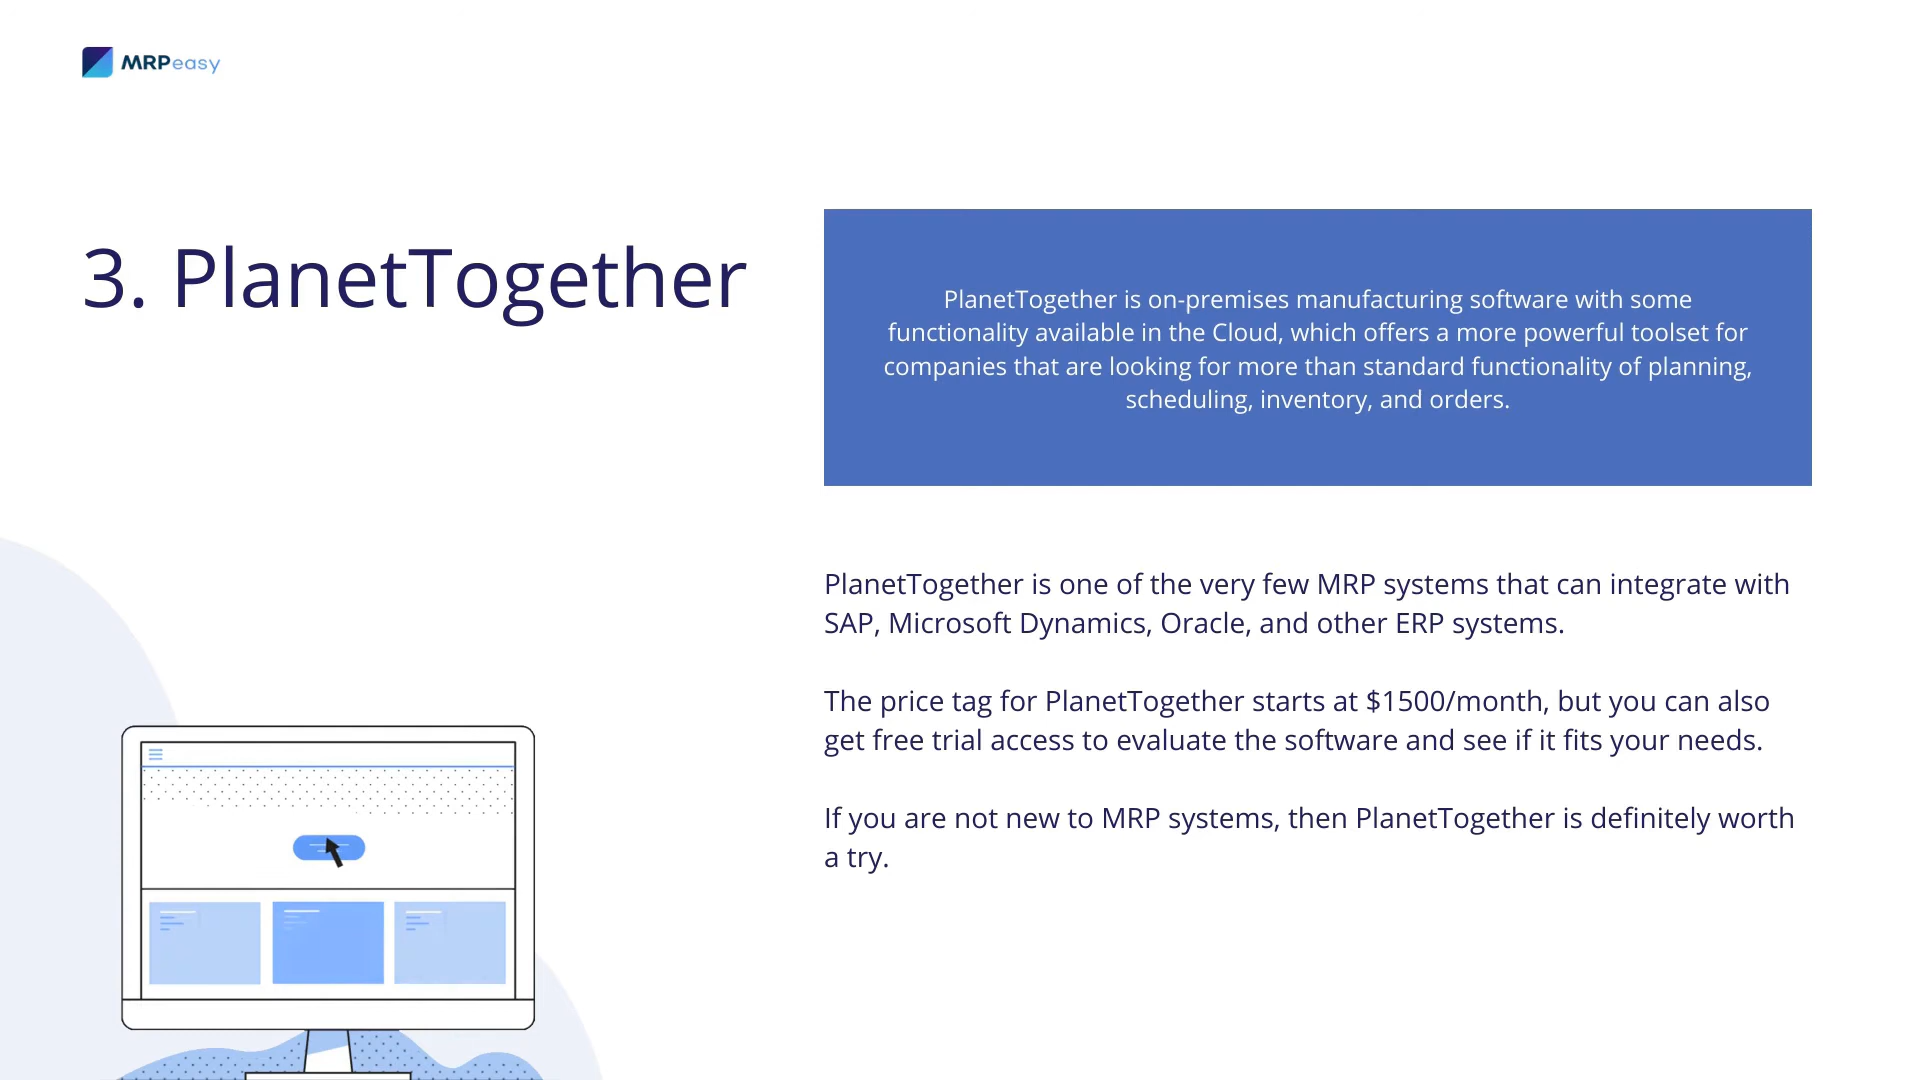 MRPeasy
3. PlanetTogether
PlanetTogether is on-premises manufacturing software with some
functionality available in the Cloud, which offers a more powerful toolset for
companies that are looking for more than standard functionality of planning,
scheduling, inventory, and orders.
PlanetTogether is one of the very few MRP systems that can integrate with
SAP, Microsoft Dynamics, Oracle, and other ERP systems.
The price tag for PlanetTogether starts at $1500/month, but you can also
get free trial access to evaluate the software and see if it fits your needs.
If you are not new to MRP systems, then PlanetTogether is definitely worth
a try.